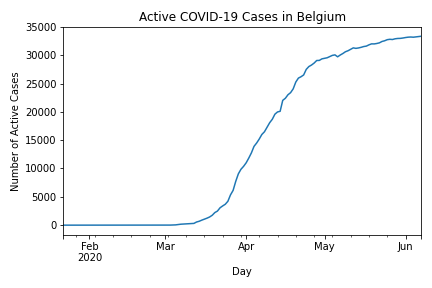 Active COVID-19 Cases in Belgium
35000
30000
25000
20000
15000
10000
5000
0
Number of Active Cases
Feb
2020
Mar
Apr
May
Jun
Day